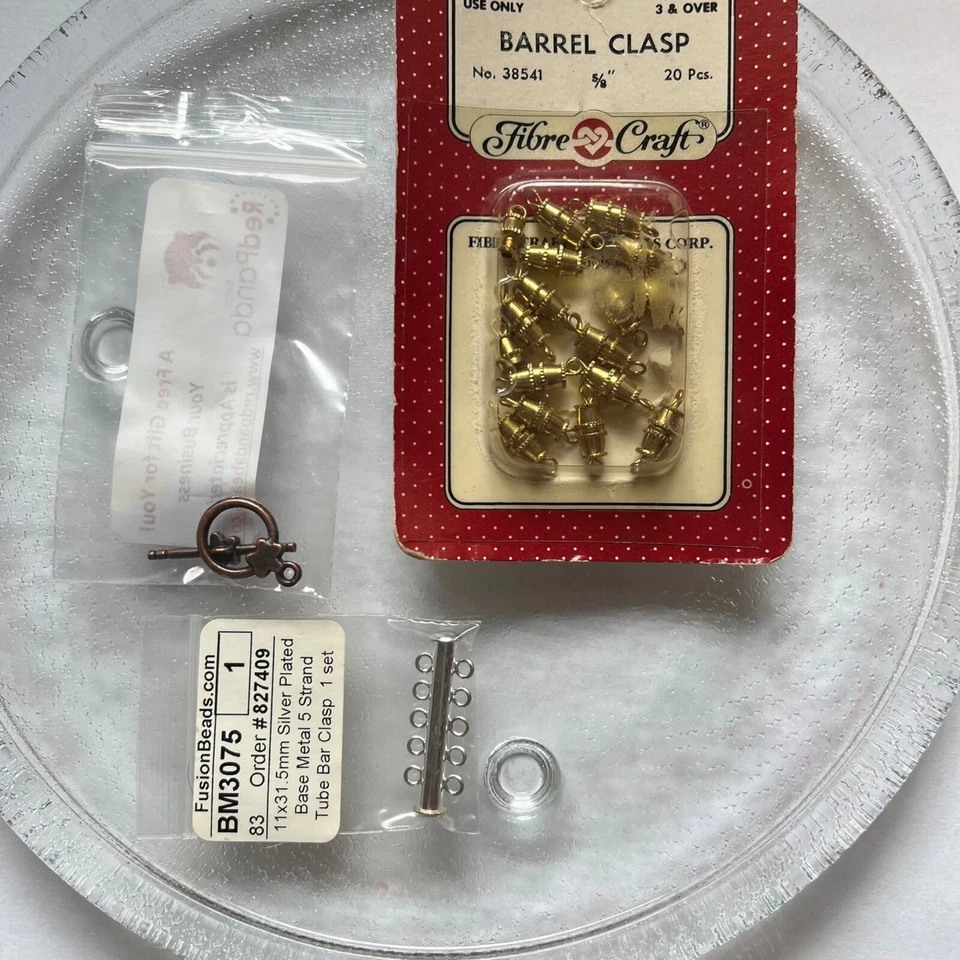 USE ONLY 3 & OVER
BARREL CLASP
No. 38541 5/8" 20 Pcs.
Fibre Craft®
CORP.
RedPanda
is Appreciated
Your Business
A Free Gift for You!
FusionBeads.com
BM3075 1
83 Order # 827409
11x31.5mm Silver Plated
Base Metal 5 Strand
Tube Bar Clasp 1 set